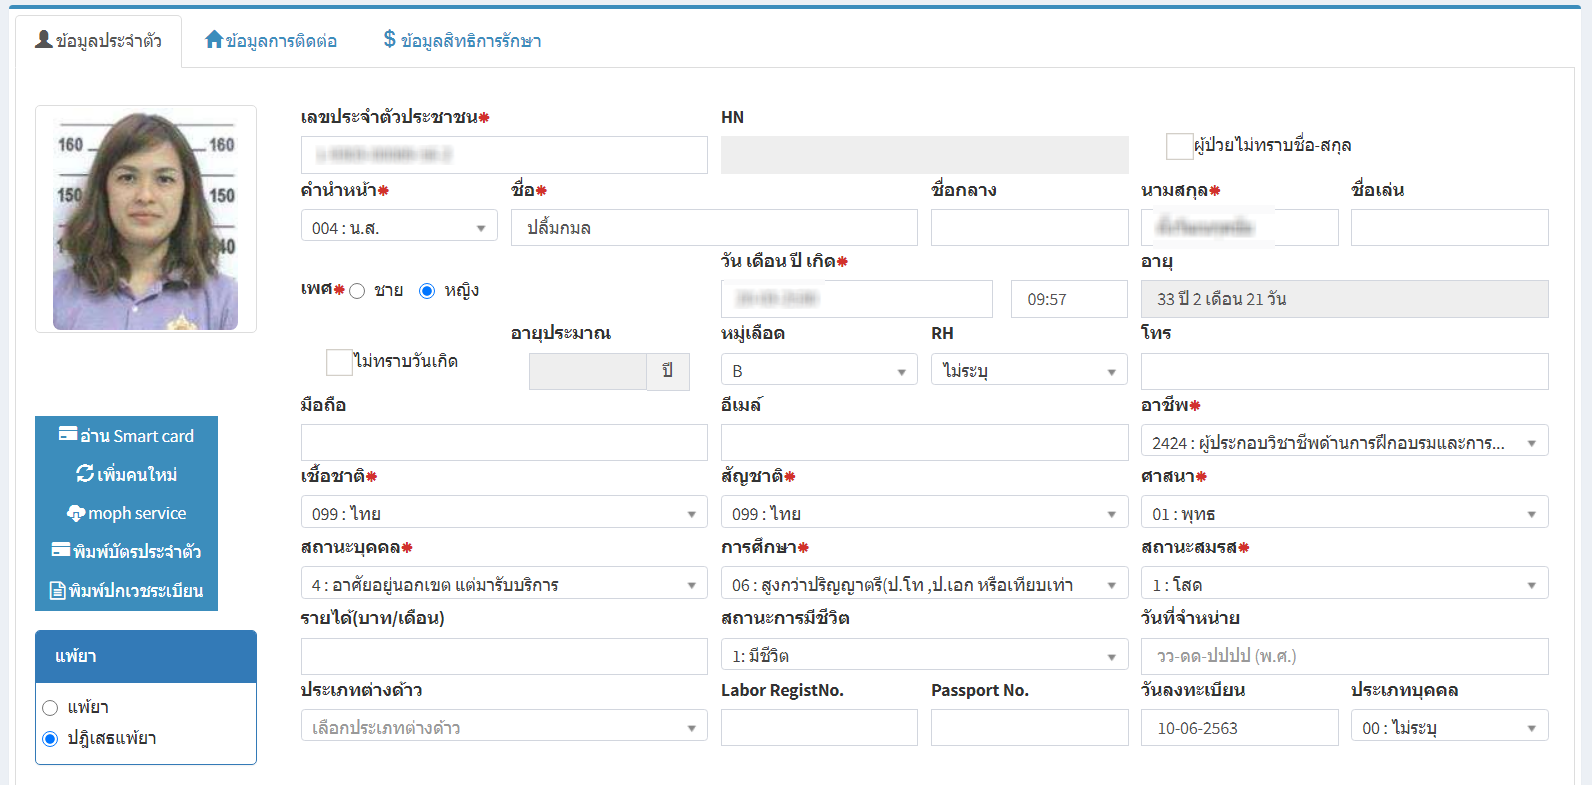 ข้อมูลประจำตัว ข้อมูลการติดต่อ $ ข้อมูลสิทธิการรักษา
160 160
150 150
40
เลขประจำตัวประชาชน* HN
ผู้ป่วยไม่ทราบชื่อ-สกุล
คำนำหน้า* ชื่อ* ชื่อกลาง นามสกุล* ชื่อเล่น
004 : น.ส. ปลื้มกมล
วัน เดือน ปี เกิด* อายุ
เพศ* ชาย หญิง 09:57 33 ปี 2 เดือน 21 วัน
อายุประมาณ หมู่เลือด RH โทร
ไม่ทราบวันเกิด ปี B ไม่ระบุ
มือถือ อีเมล์ อาชีพ*
2424 : ผู้ประกอบวิชาชีพด้านการฝึกอบรมและการ...
เชื้อชาติ* สัญชาติ* ศาสนา*
099 : ไทย 099 : ไทย 01 : พุทธ
สถานะบุคคล* การศึกษา* สถานะสมรส*
4 : อาศัยอยู่นอกเขต แต่มารับบริการ 06 : สูงกว่าปริญญาตรี(ป.โท ,ป.เอก หรือเทียบเท่า 1 : โสด
รายได้(บาท/เดือน) สถานะการมีชีวิต วันที่จำหน่าย
1: มีชีวิต วว-ดด-ปปปป (พ.ศ.)
ประเภทต่างด้าว Labor RegistNo. Passport No. วันลงทะเบียน ประเภทบุคคล
เลือกประเภทต่างด้าว 10-06-2563 00 : ไม่ระบุ
อ่าน Smart card
เพิ่มคนใหม่
moph service
พิมพ์บัตรประจำตัว
พิมพ์ปกเวชระเบียน
แพ้ยา
แพ้ยา
ปฎิเสธแพ้ยา